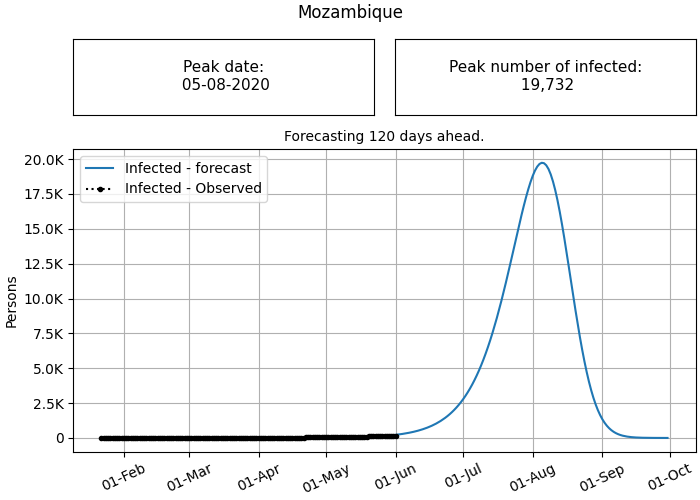 Mozambique
Peak date:
05-08-2020
Peak number of infected:
19,732
Forecasting 120 days ahead.
Infected - forecast
Infected - Observed
Persons
20.0K
17.5K
15.0K
12.5K
10.0K
7.5K
5.0K
2.5K
0
01-Feb
01-Mar
01-Apr
01-May
01-Jun
01-Jul
01-Aug
01-Sep
01-Oct